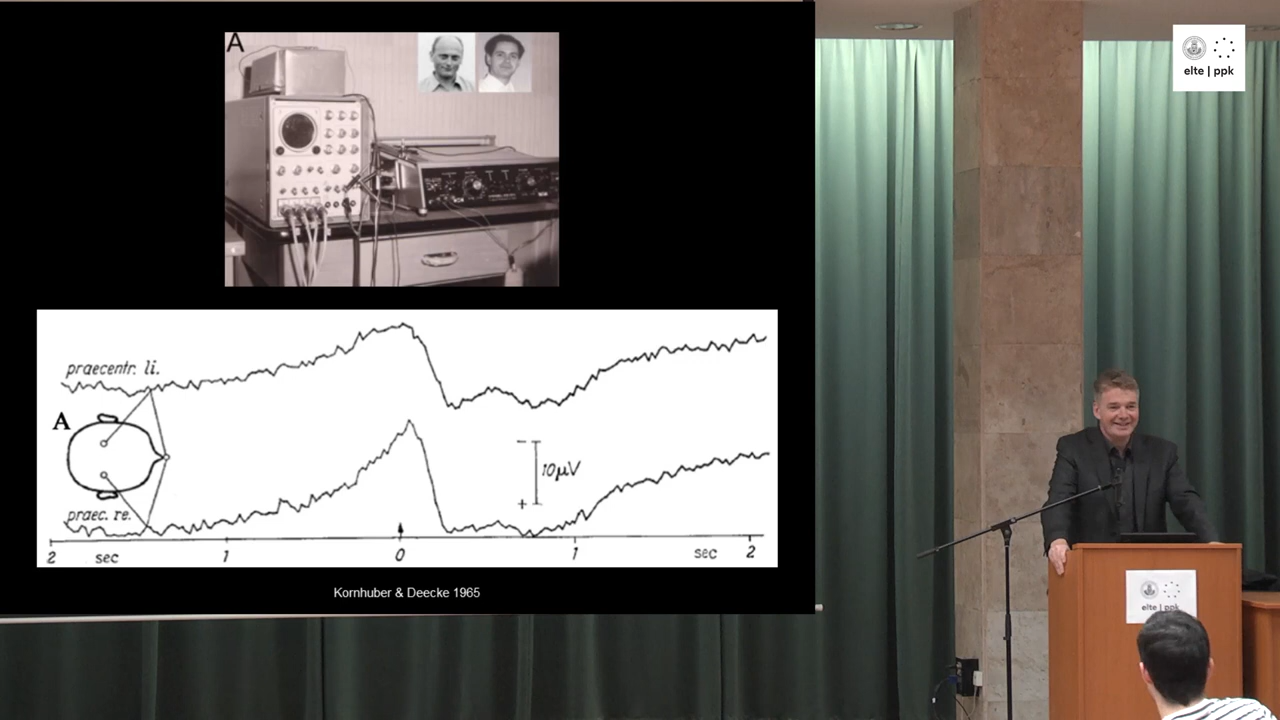 A
praecentr. li.
A
praec. re.
−
10μV
+
2 sec 1 0 1 sec 2
Kornhuber & Deecke 1965
elte | ppk
elte | ppk